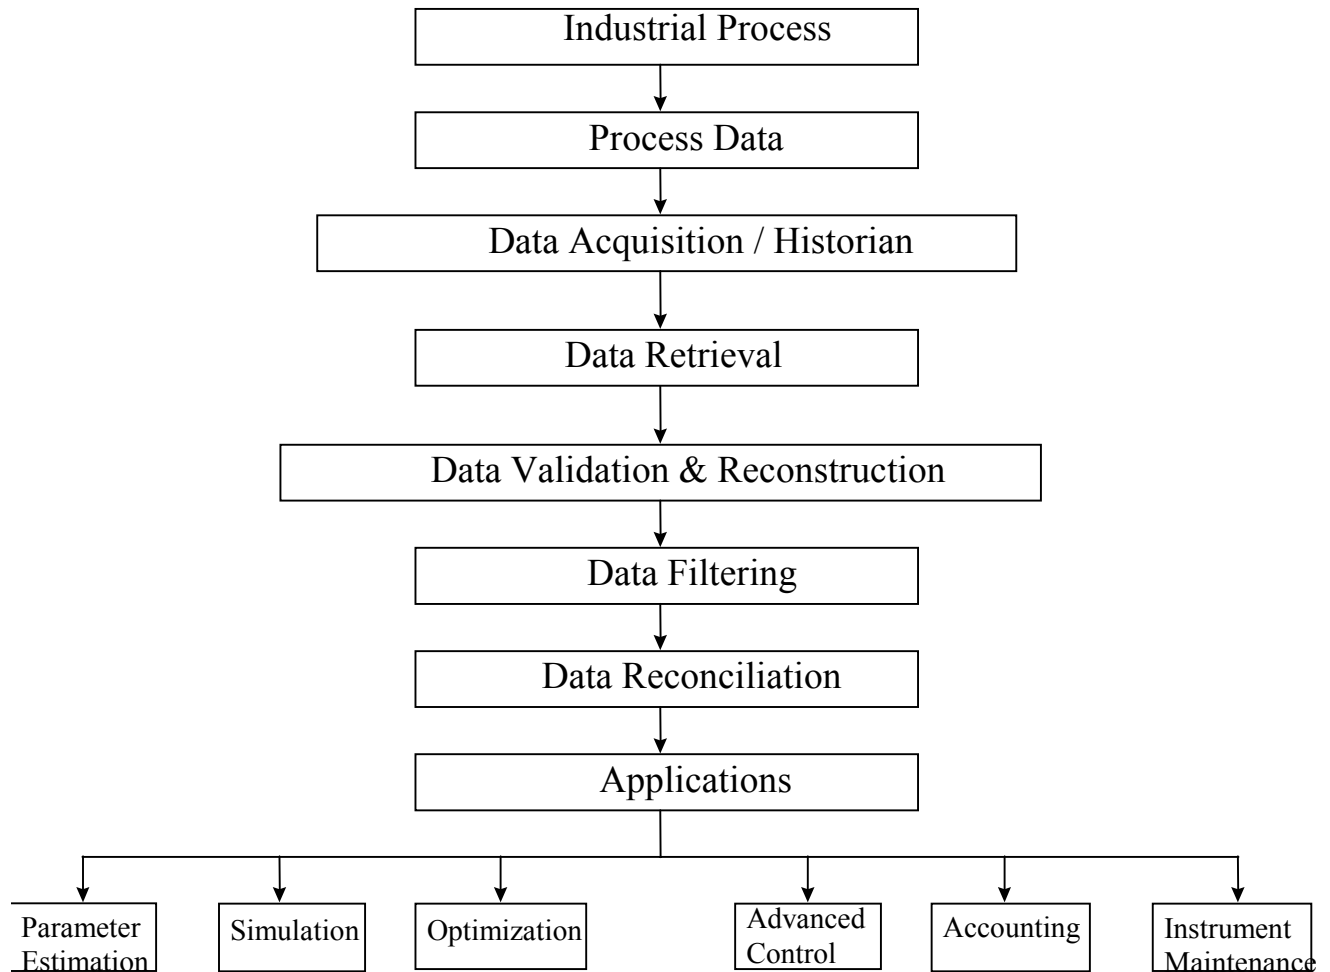 Industrial Process
Process Data
Data Acquisition / Historian
Data Retrieval
Data Validation & Reconstruction
Data Filtering
Data Reconciliation
Applications
Parameter
Estimation
Simulation
Optimization
Advanced
Control
Accounting
Instrument
Maintenance